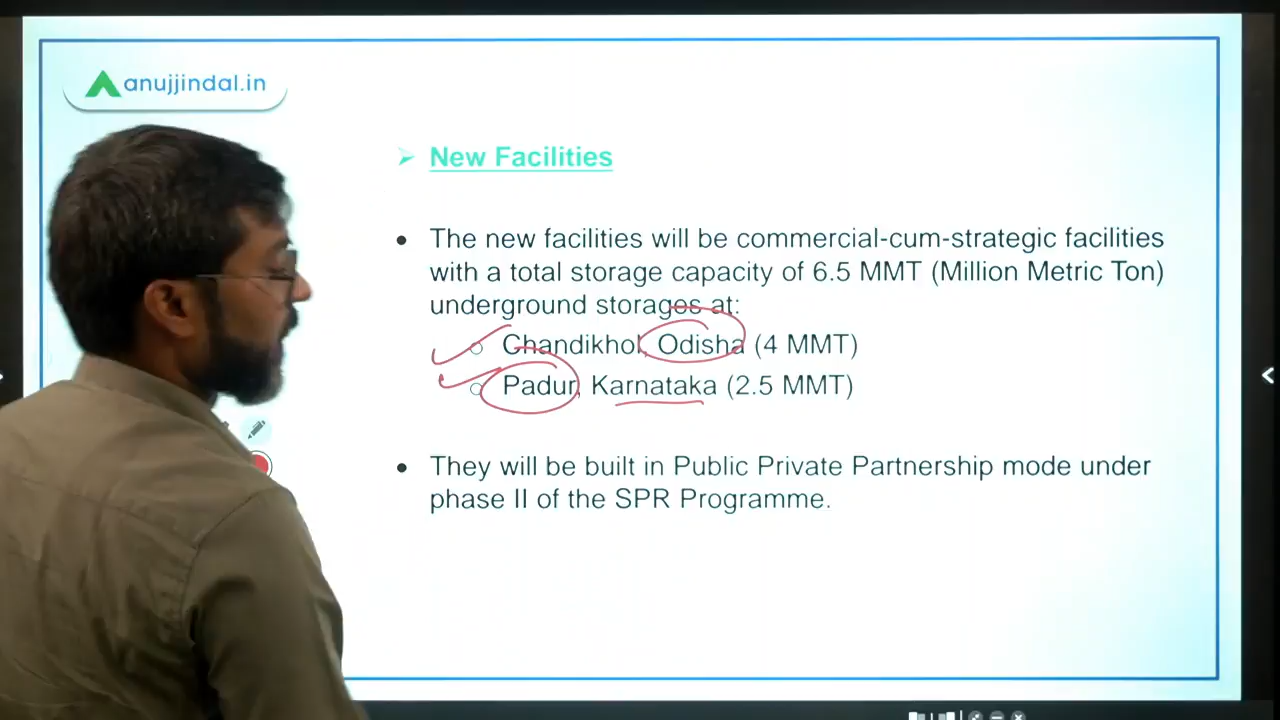 anujjindal.in
New Facilities
The new facilities will be commercial-cum-strategic facilities
with a total storage capacity of 6.5 MMT (Million Metric Ton)
underground storages at:
Chandikhol, Odisha (4 MMT)
Padur, Karnataka (2.5 MMT)
They will be built in Public Private Partnership mode under
phase II of the SPR Programme.